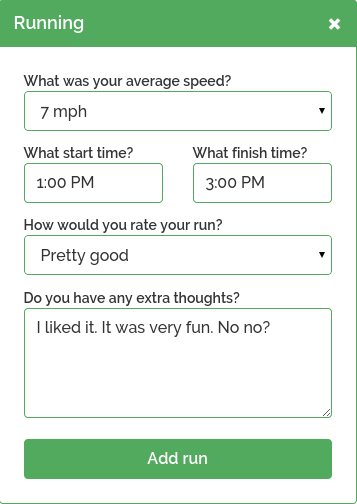 Running
What was your average speed?
7 mph
What start time? What finish time?
1:00 PM 3:00 PM
How would you rate your run?
Pretty good
Do you have any extra thoughts?
I liked it. It was very fun. No no?
Add run